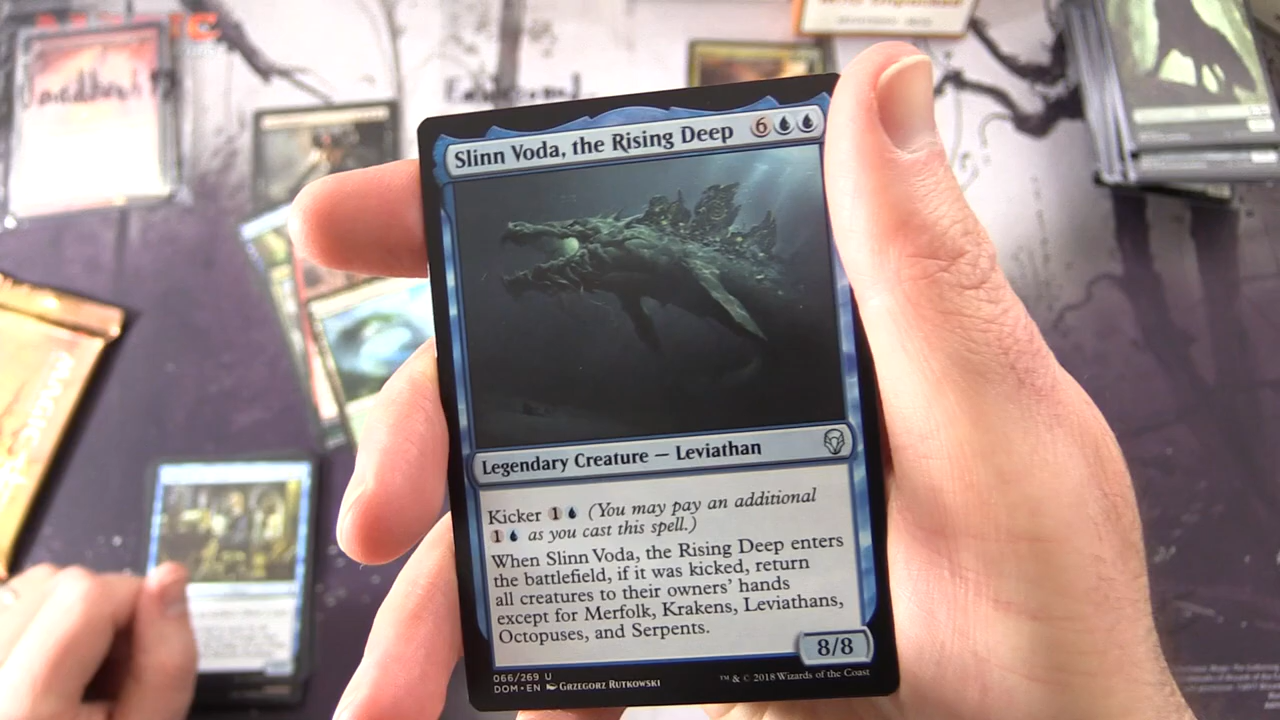 MAGIC
Slinn Voda, the Rising Deep 6
Legendary Creature — Leviathan
Kicker 1 (You may pay an additional
1 as you cast this spell.)
When Slinn Voda, the Rising Deep enters
the battlefield, if it was kicked, return
all creatures to their owners' hands
except for Merfolk, Krakens, Leviathans,
Octopuses, and Serpents.
8/8
066/269 U
DOM • EN Grzegorz Rutkowski
™ & © 2018 Wizards of the Coast
MAGIC